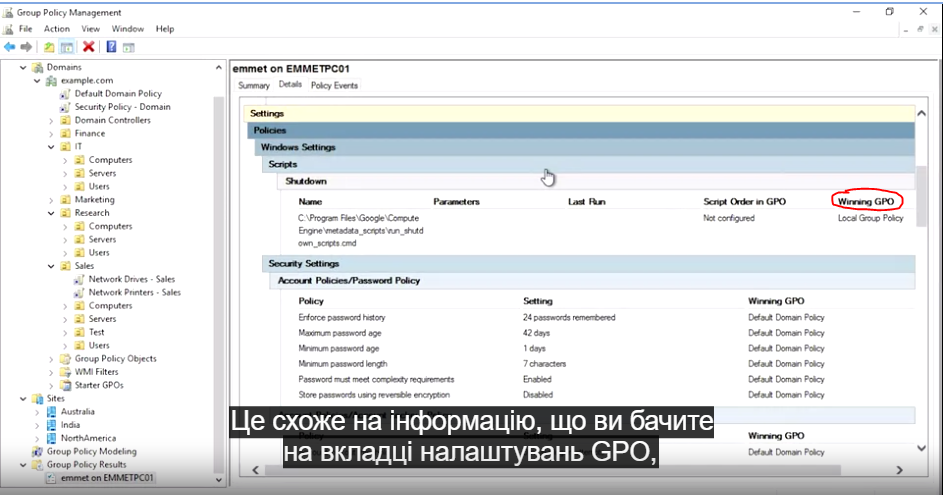 Group Policy Management
File Action View Window Help
Domains
example.com
Default Domain Policy
Security Policy - Domain
Domain Controllers
Finance
IT
Computers
Servers
Users
Marketing
Research
Computers
Servers
Users
Sales
Network Drives - Sales
Network Printers - Sales
Computers
Servers
Test
Users
Group Policy Objects
WMI Filters
Starter GPOs
Sites
Australia
India
NorthAmerica
Group Policy Modeling
Group Policy Results
emmet on EMMETPC01
emmet on EMMETPC01
Summary Details Policy Events
Settings
Policies
Windows Settings
Scripts
Shutdown
Name Parameters Last Run Script Order in GPO Winning GPO
C:\Program Files\Google\Compute Not configured Local Group Policy
Engine\metadata_scripts\run_shutd
own_scripts.cmd
Security Settings
Account Policies/Password Policy
Policy Setting Winning GPO
Enforce password history 24 passwords remembered Default Domain Policy
Maximum password age 42 days Default Domain Policy
Minimum password age 1 days Default Domain Policy
Minimum password length 7 characters Default Domain Policy
Password must meet complexity requirements Enabled Default Domain Policy
Store passwords using reversible encryption Disabled Default Domain Policy
Це схоже на інформацію, що ви бачите
Winning GPO
на вкладці налаштувань GPO,